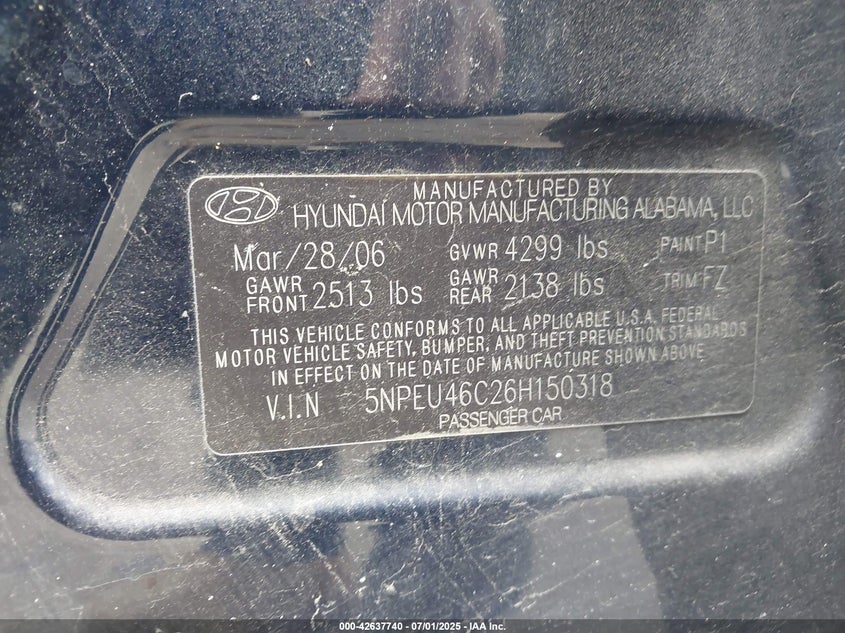 MANUFACTURED BY
HYUNDAI MOTOR MANUFACTURING ALABAMA, LLC
Mar/28/06 GVWR 4299 lbs PAINT P1
GAWR FRONT 2513 lbs GAWR REAR 2138 lbs TRIM FZ
THIS VEHICLE CONFORMS TO ALL APPLICABLE U.S.A. FEDERAL
MOTOR VEHICLE SAFETY, BUMPER, AND THEFT PREVENTION STANDARDS
IN EFFECT ON THE DATE OF MANUFACTURE SHOWN ABOVE
V.I.N 5NPEU46C26H150318
PASSENGER CAR
000-42637740 - 07/01/2025 - IAA Inc.